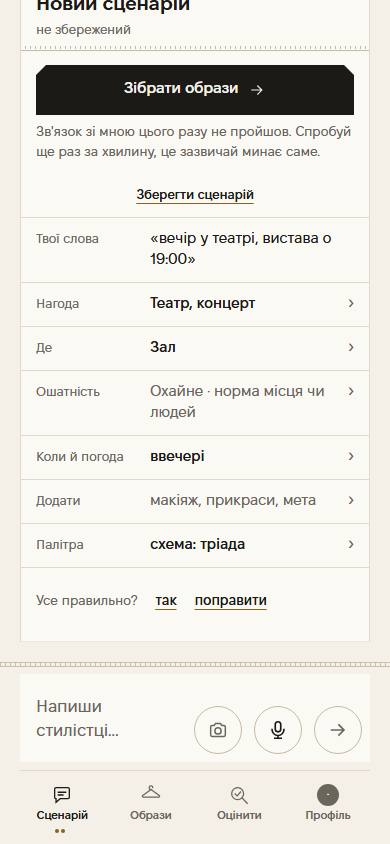 Новий сценарій
не збережений
Зібрати образи →
Зв'язок зі мною цього разу не пройшов. Спробуй
ще раз за хвилину, це зазвичай минає саме.
Зберегти сценарій
Твої слова «вечір у театрі, вистава о
19:00»
Нагода Театр, концерт ›
Де Зал ›
Ошатність Охайне · норма місця чи ›
людей
Коли й погода ввечері ›
Додати макіяж, прикраси, мета ›
Палітра схема: тріада ›
Усе правильно? так поправити
Напиши
стилістці...
Сценарій Образи Оцінити Профіль